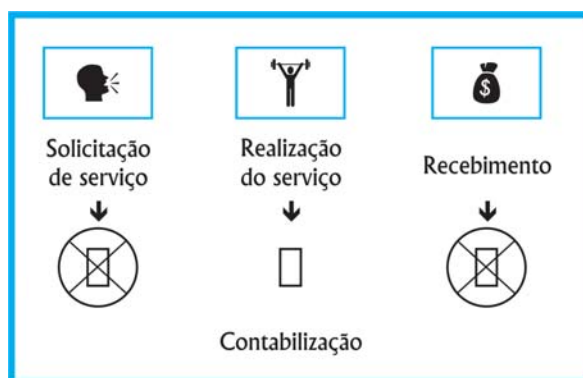 $
Solicitação
de serviço
Realização
do serviço
Recebimento
Contabilização